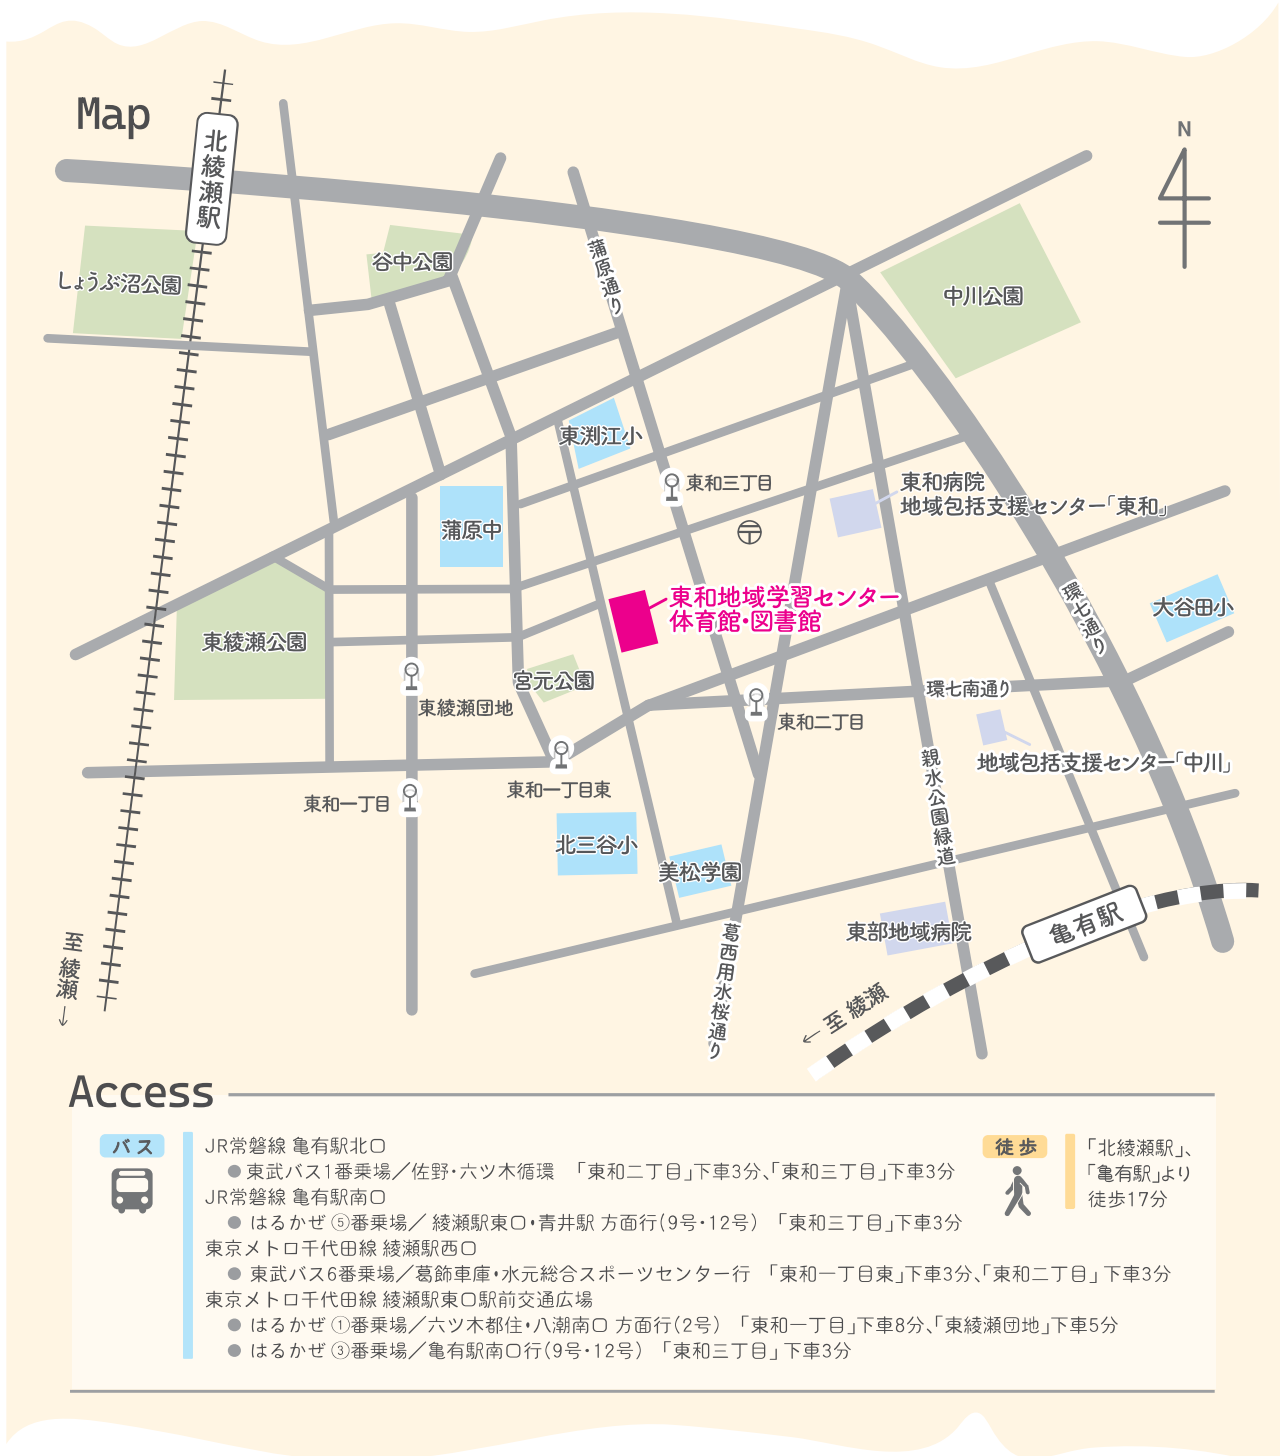 Map
N
北綾瀬駅
しょうぶ沼公園
谷中公園
蒲原通り
中川公園
東渕江小
東和三丁目
東和病院
地域包括支援センター「東和」
蒲原中
〒
東和地域学習センター
体育館・図書館
環七通り
大谷田小
東綾瀬公園
宮元公園
東綾瀬団地
環七南通り
東和二丁目
地域包括支援センター「中川」
東和一丁目東
東和一丁目
親水公園緑道
北三谷小
美松学園
葛西用水桜通り
東部地域病院
亀有駅
至 綾瀬
↓
← 至 綾瀬
Access
バス
JR常磐線 亀有駅北口
●東武バス1番乗場／佐野・六ツ木循環 「東和二丁目」下車3分、「東和三丁目」下車3分
JR常磐線 亀有駅南口
● はるかぜ ⑤番乗場／ 綾瀬駅東口・青井駅 方面行(9号・12号) 「東和三丁目」下車3分
東京メトロ千代田線 綾瀬駅西口
● 東武バス6番乗場／葛飾車庫・水元総合スポーツセンター行 「東和一丁目東」下車3分、「東和二丁目」下車3分
東京メトロ千代田線 綾瀬駅東口駅前交通広場
● はるかぜ ①番乗場／六ツ木都住・八潮南口 方面行(2号) 「東和一丁目」下車8分、「東綾瀬団地」下車5分
● はるかぜ ③番乗場／亀有駅南口行(9号・12号) 「東和三丁目」下車3分
徒歩
「北綾瀬駅」、
「亀有駅」より
徒歩17分